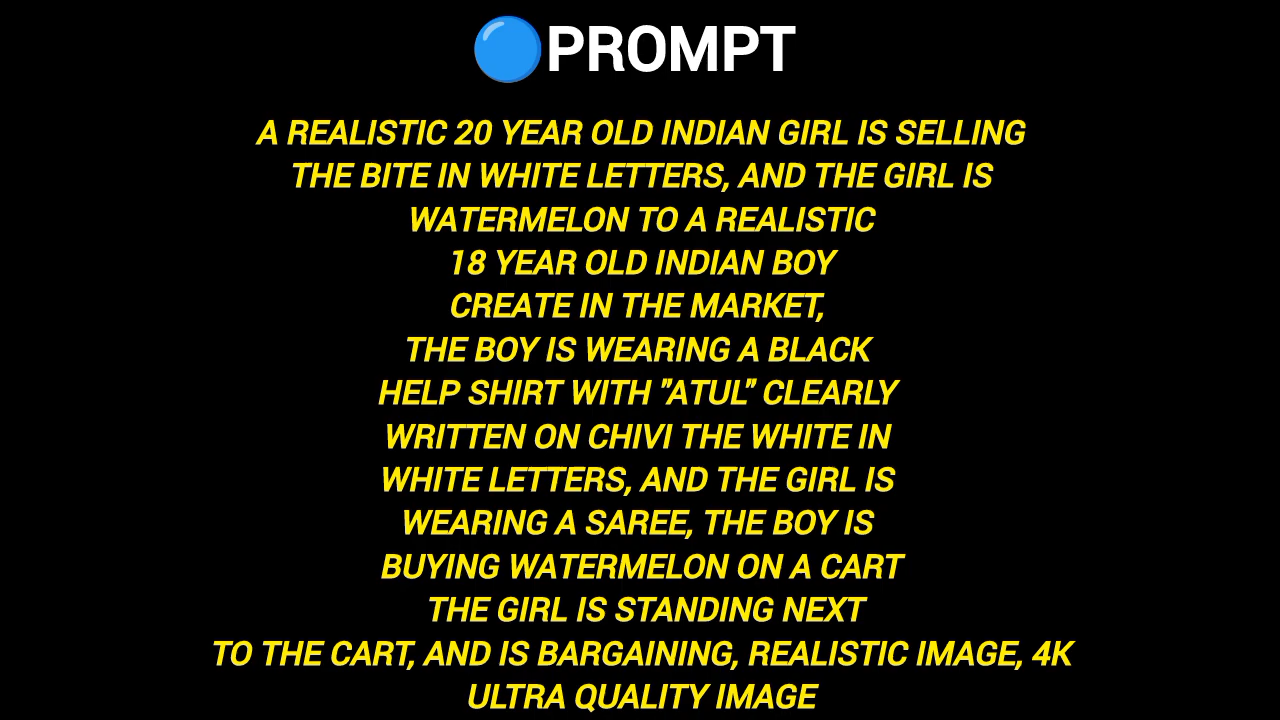 🔵PROMPT
A REALISTIC 20 YEAR OLD INDIAN GIRL IS SELLING
THE BITE IN WHITE LETTERS, AND THE GIRL IS
WATERMELON TO A REALISTIC
18 YEAR OLD INDIAN BOY
CREATE IN THE MARKET,
THE BOY IS WEARING A BLACK
HELP SHIRT WITH "ATUL" CLEARLY
WRITTEN ON CHIVI THE WHITE IN
WHITE LETTERS, AND THE GIRL IS
WEARING A SAREE, THE BOY IS
BUYING WATERMELON ON A CART
THE GIRL IS STANDING NEXT
TO THE CART, AND IS BARGAINING, REALISTIC IMAGE, 4K
ULTRA QUALITY IMAGE